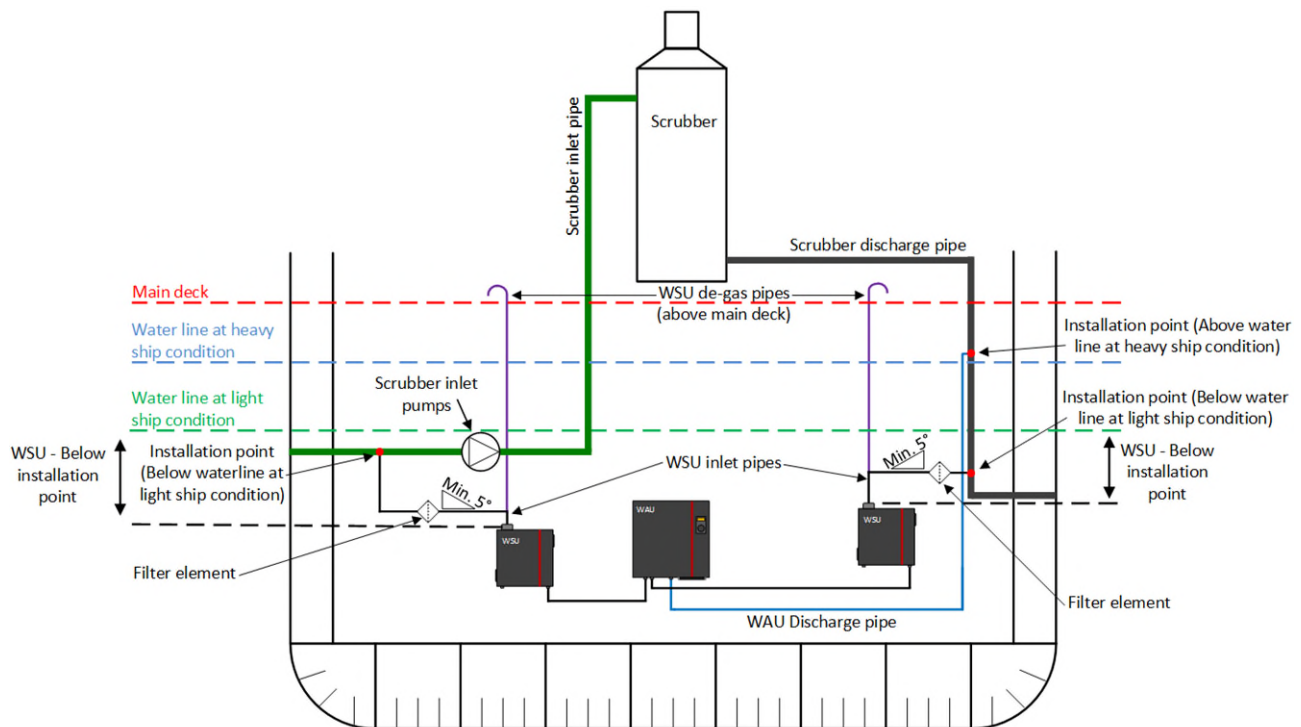 Scrubber
Scrubber inlet pipe
Scrubber discharge pipe
Main deck
WSU de-gas pipes
(above main deck)
Water line at heavy
ship condition
Installation point (Above water
line at heavy ship condition)
Scrubber inlet
pumps
Water line at light
ship condition
Installation point (Below water
line at light ship condition)
WSU - Below
installation
point
Installation point
(Below waterline at
light ship condition)
WSU inlet pipes
Min. 5°
Min. 5°
WSU - Below
installation
point
WSU
WAU
WSU
Filter element
Filter element
WAU Discharge pipe